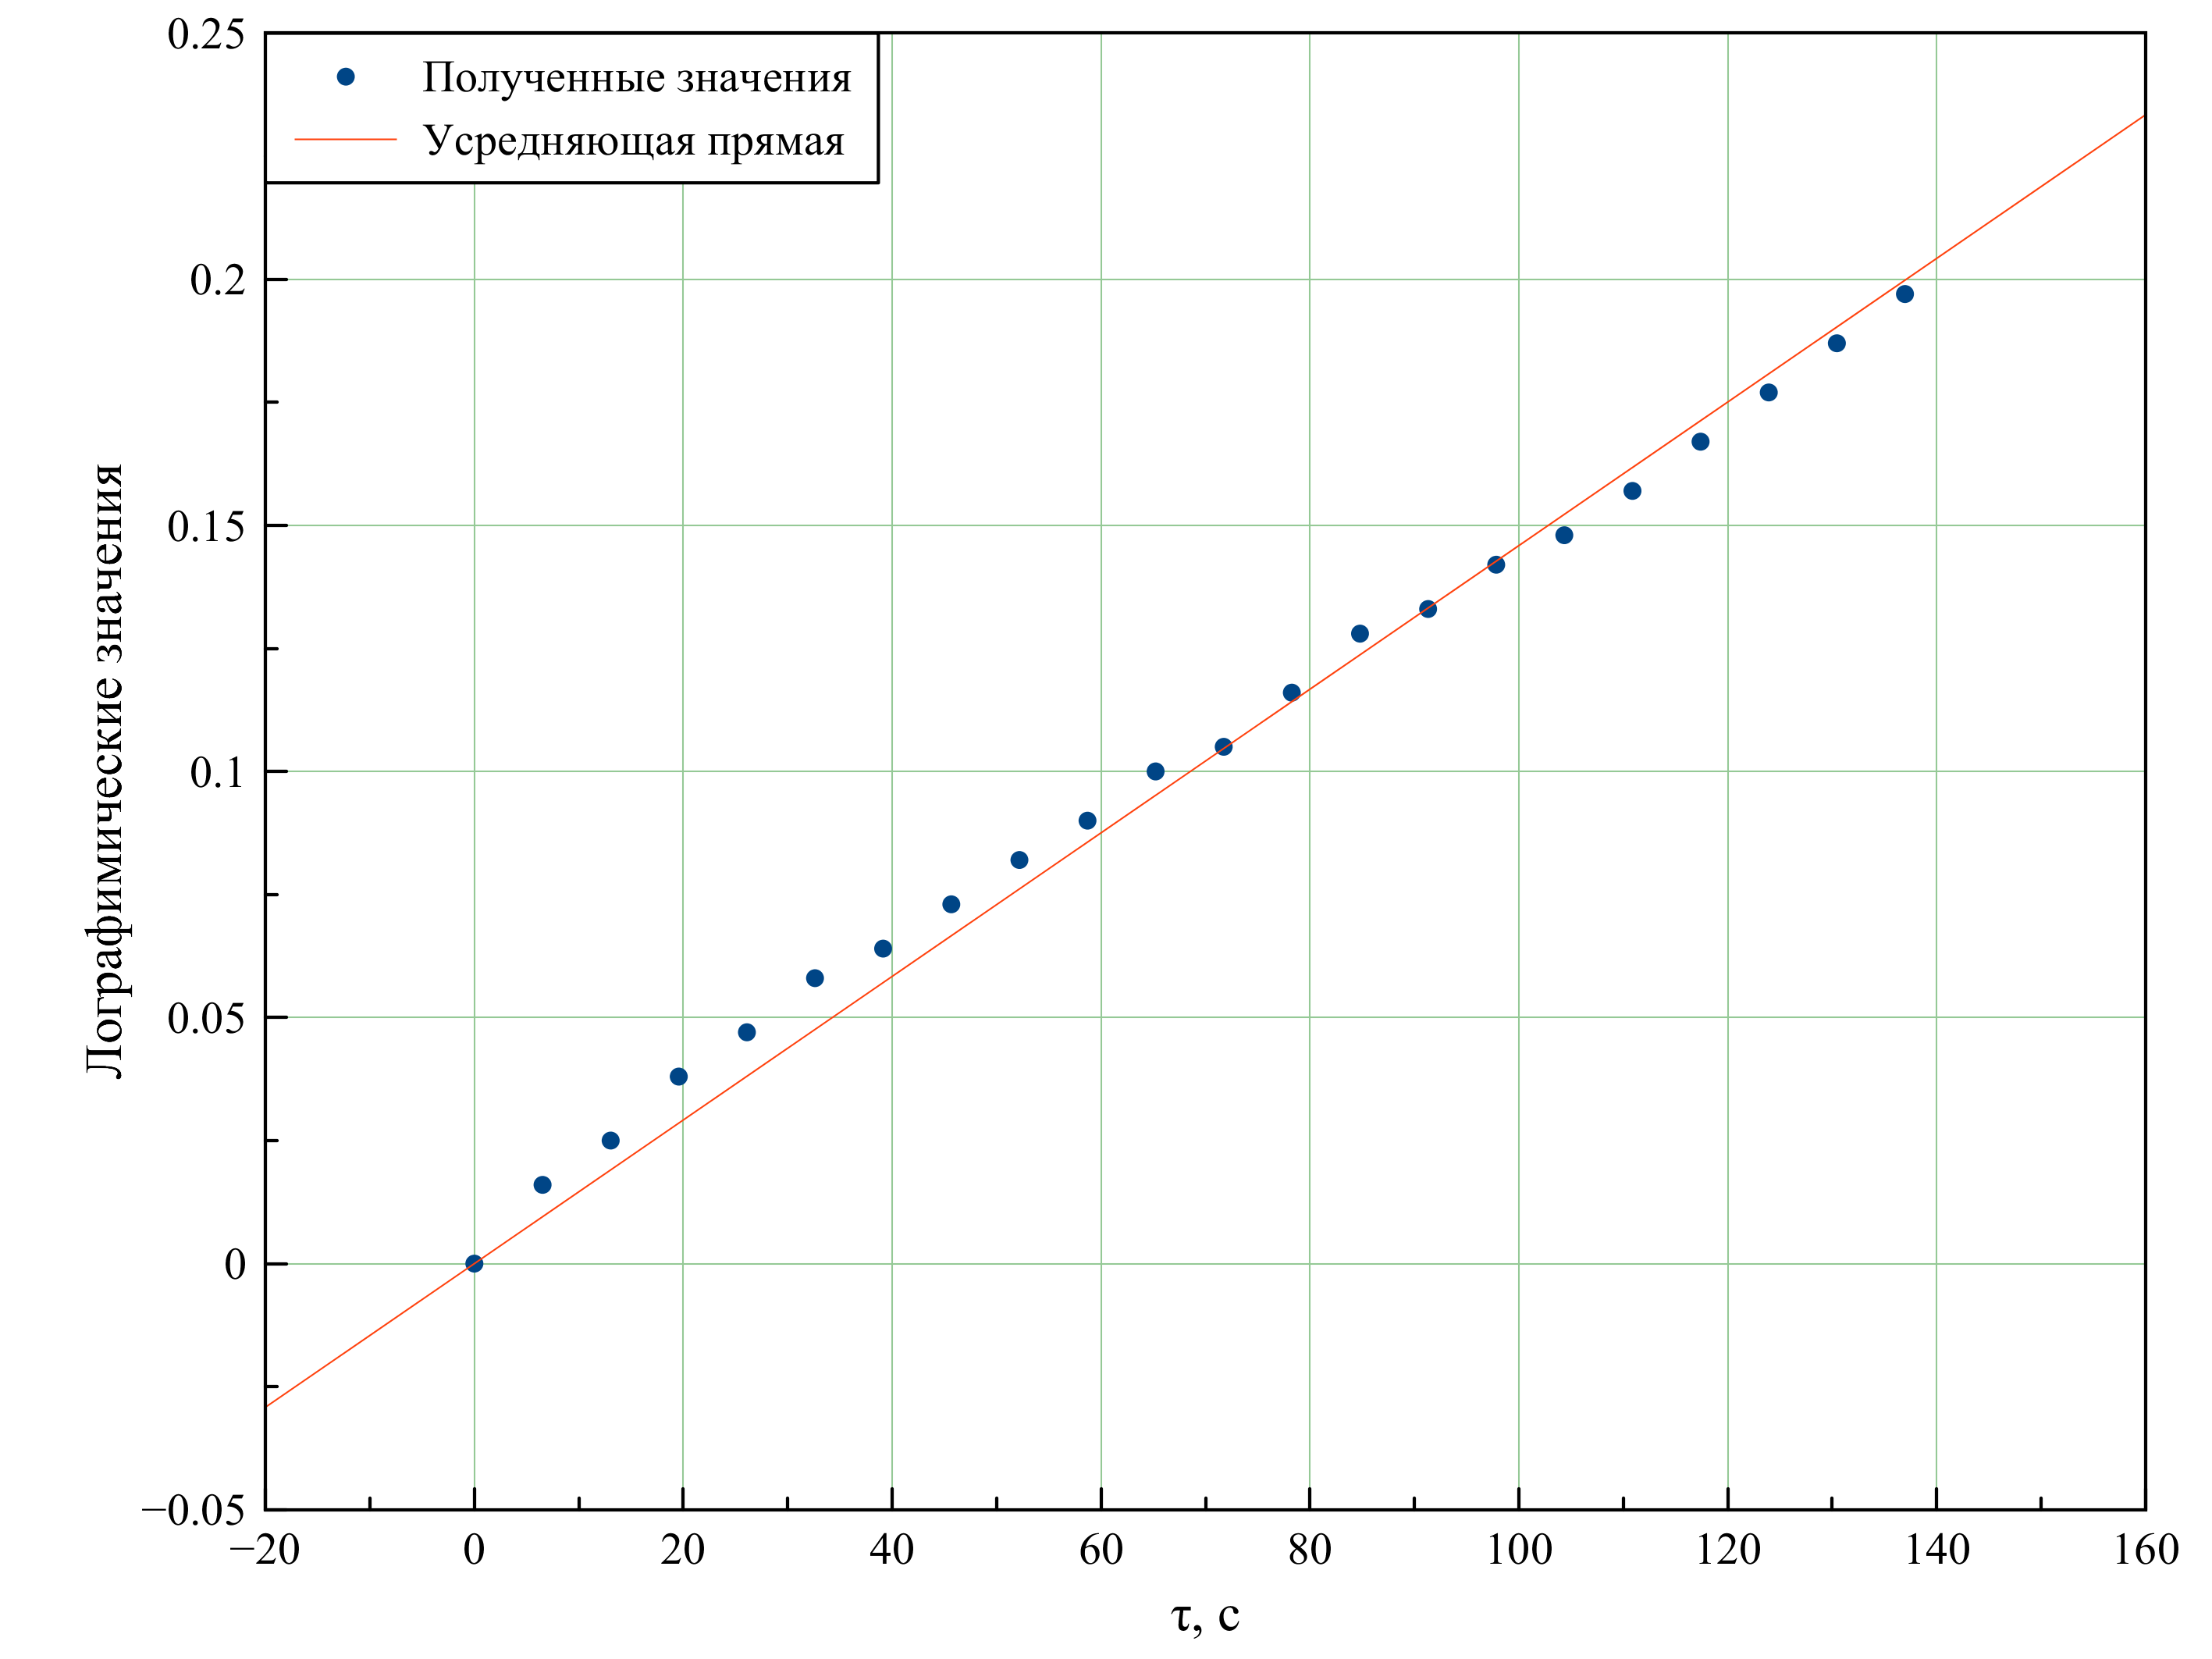 0.25
Полученные значения
Усредняющая прямая
0.2
0.15
0.1
0.05
0
−0.05
Лографимические значения
−20 0 20 40 60 80 100 120 140 160
τ, с